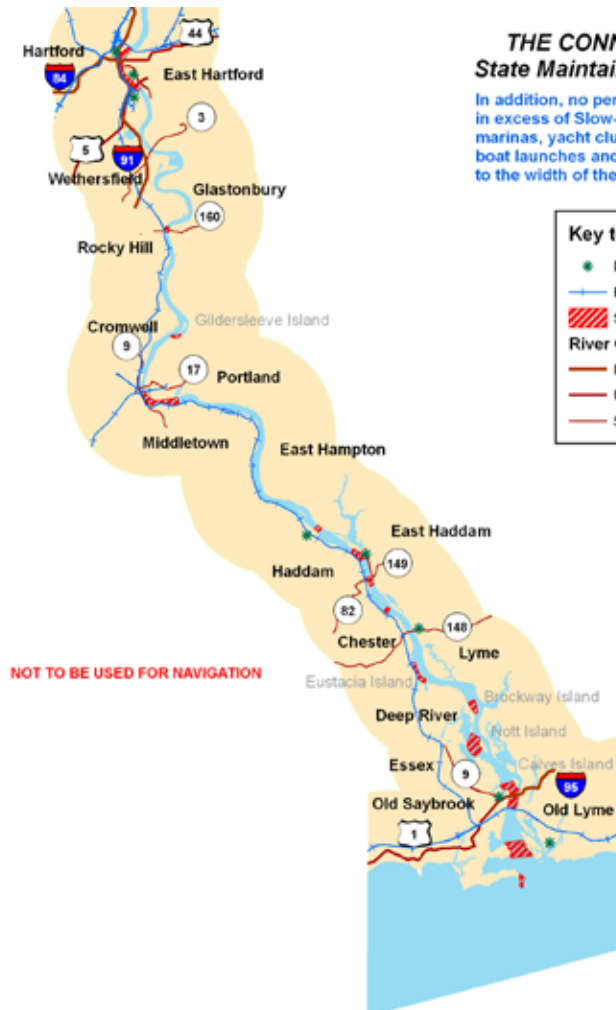 THE CONN
State Maintai
In addition, no per
in excess of Slow-
marinas, yacht clu
boat launches and
to the width of the
Key t
River
Hartford
44
84
East Hartford
3
5
91
Wethersfield
Glastonbury
160
Rocky Hill
Gildersleeve Island
Cromwell
9
17
Portland
Middletown
East Hampton
East Haddam
149
Haddam
82
148
Chester
Lyme
NOT TO BE USED FOR NAVIGATION
Eustacia Island
Brockway Island
Deep River
Nott Island
Essex
Calves Island
9
95
Old Saybrook
Old Lyme
1